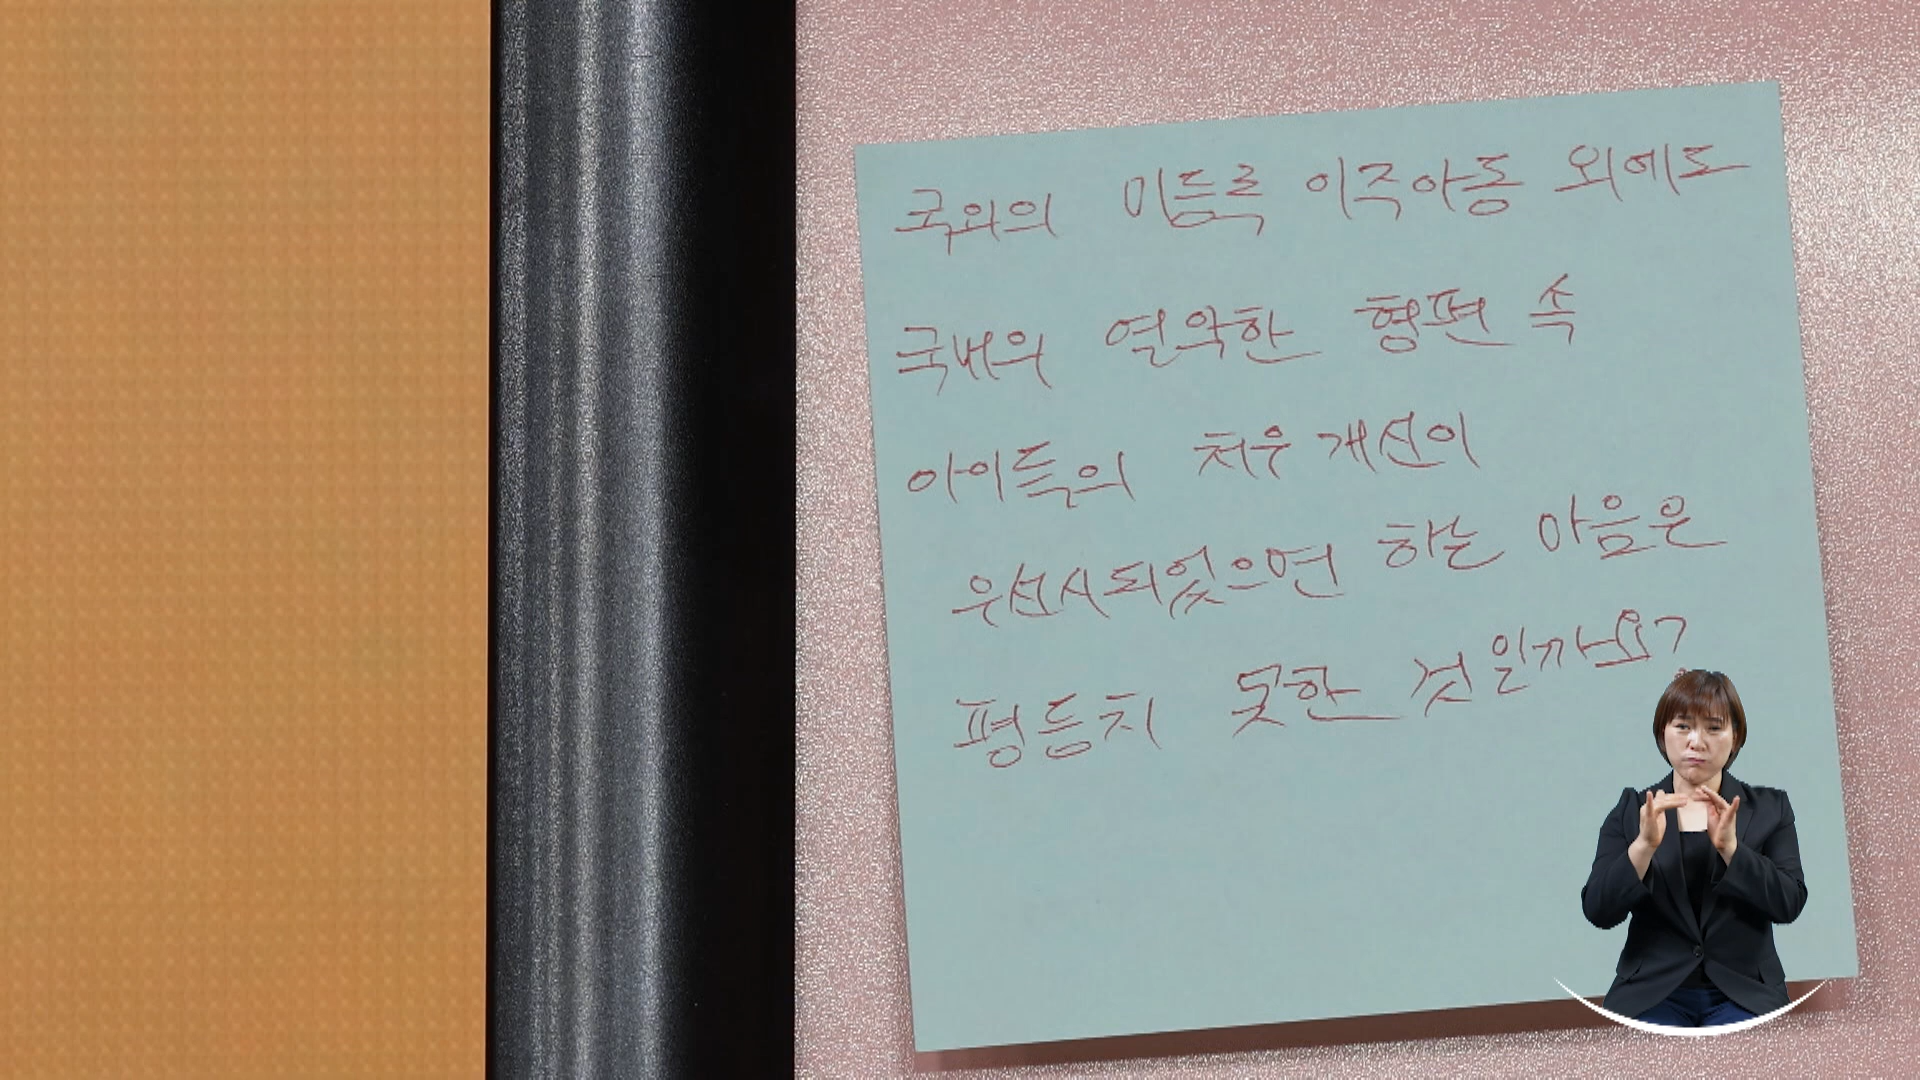 국외의 미등록 이주아동 외에도
국내의 열악한 형편 속
아이들의 처우 개선이
우선시되었으면 하는 마음은
평등치 못한 것일까요?